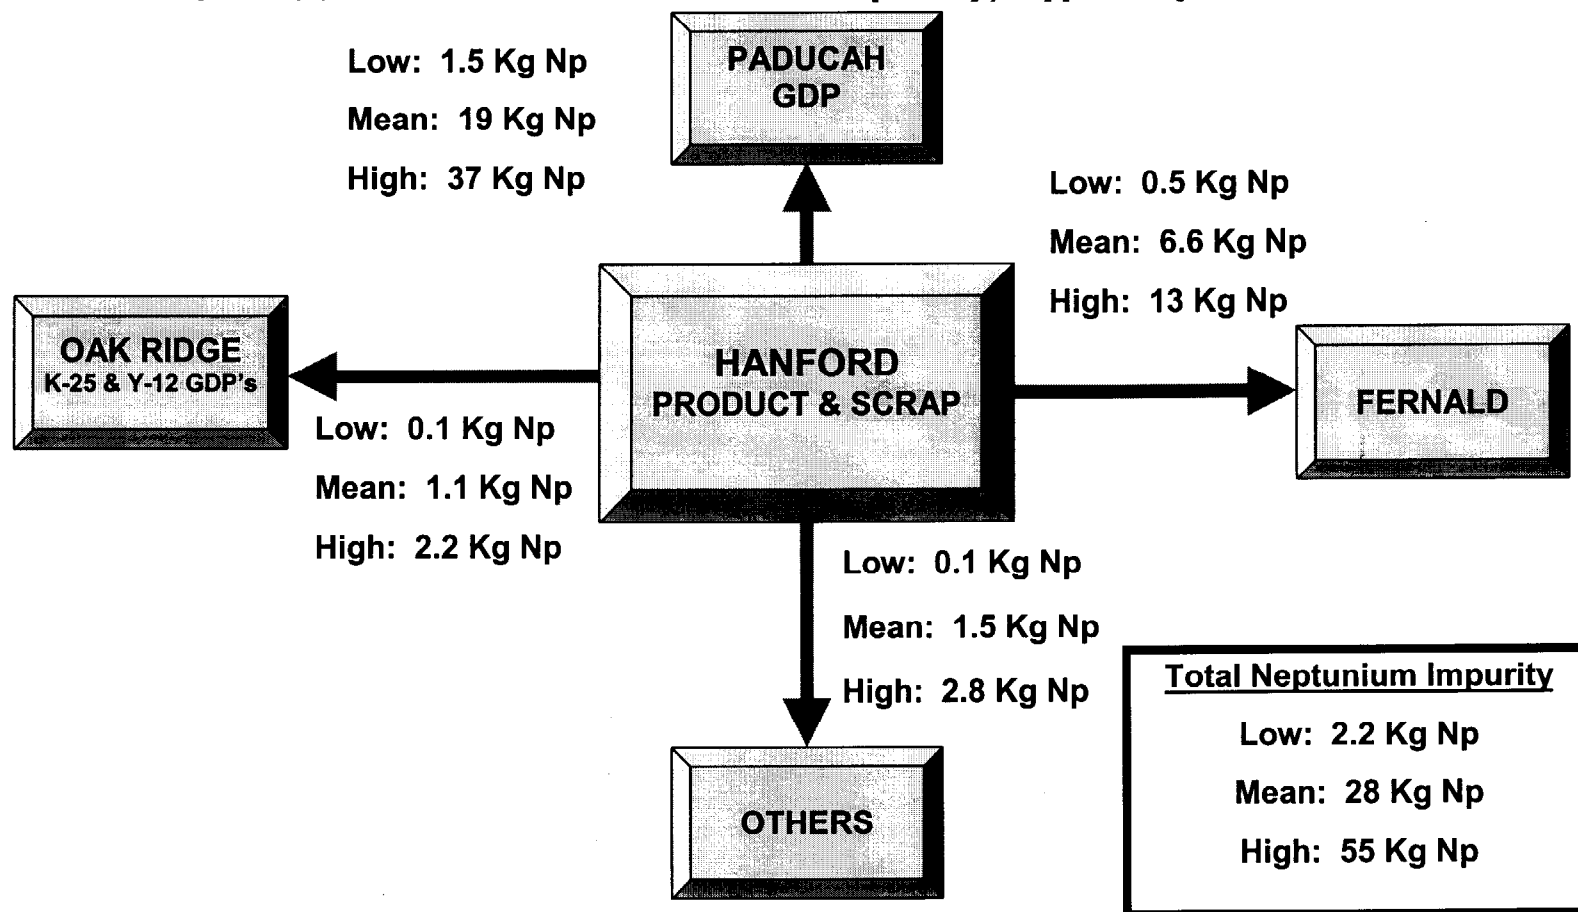 Low: 1.5 Kg Np
Mean: 19 Kg Np
High: 37 Kg Np
PADUCAH
GDP
Low: 0.5 Kg Np
Mean: 6.6 Kg Np
High: 13 Kg Np
OAK RIDGE
K-25 & Y-12 GDP's
HANFORD
PRODUCT & SCRAP
FERNALD
Low: 0.1 Kg Np
Mean: 1.1 Kg Np
High: 2.2 Kg Np
Low: 0.1 Kg Np
Mean: 1.5 Kg Np
High: 2.8 Kg Np
OTHERS
Total Neptunium Impurity
Low: 2.2 Kg Np
Mean: 28 Kg Np
High: 55 Kg Np